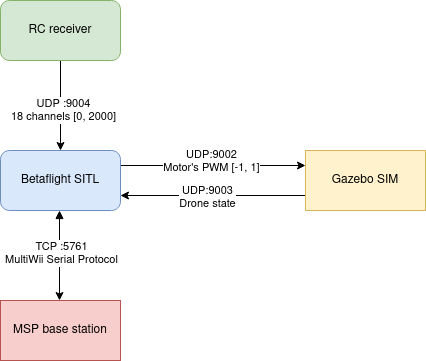 RC receiver
UDP :9004
18 channels [0, 2000]
Betaflight SITL
UDP:9002
Motor's PWM [-1, 1]
UDP:9003
Drone state
Gazebo SIM
TCP :5761
MultiWii Serial Protocol
MSP base station